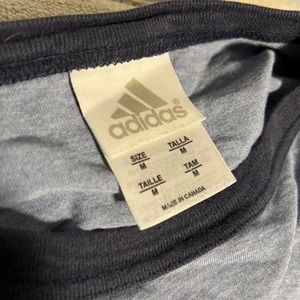 adidas®
SIZE TALLA
M M
TAILLE TAM
M M
MADE IN CANADA